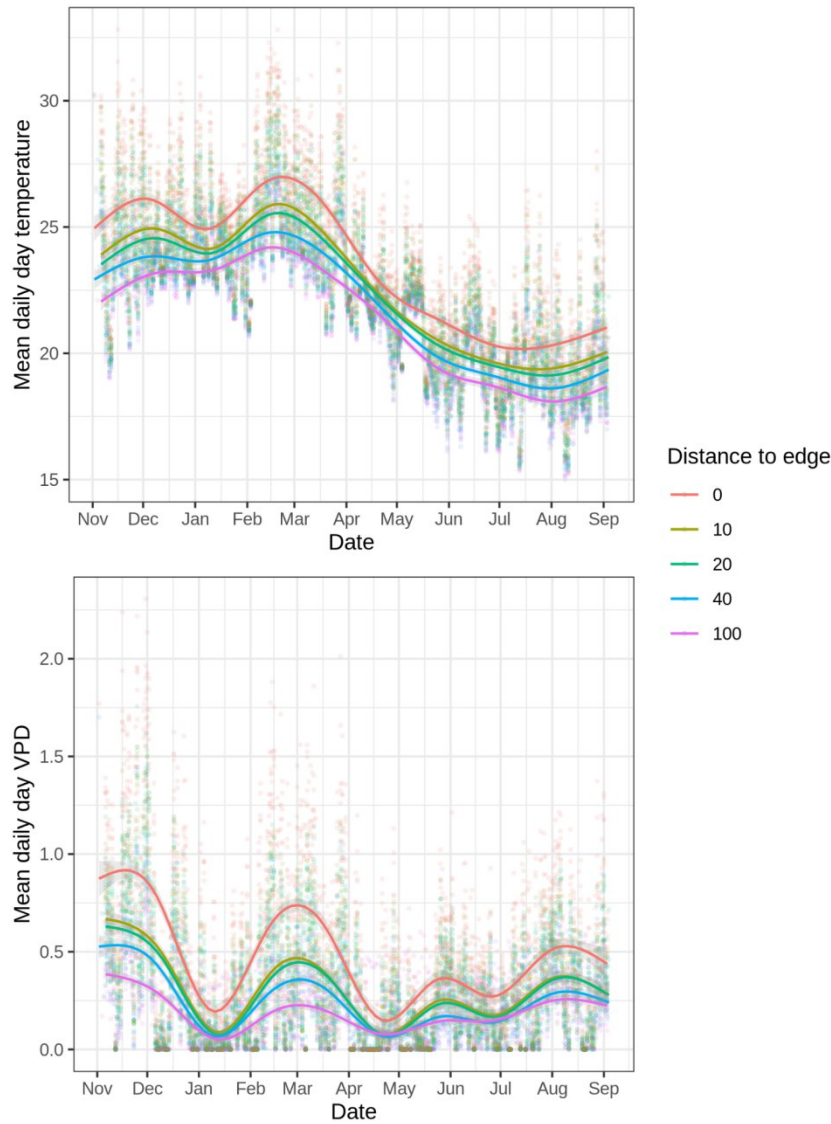 Mean daily day temperature
30
25
20
15
Nov Dec Jan Feb Mar Apr May Jun Jul Aug Sep
Date
Distance to edge
0
10
20
40
100
Mean daily day VPD
2.0
1.5
1.0
0.5
0.0
Nov Dec Jan Feb Mar Apr May Jun Jul Aug Sep
Date